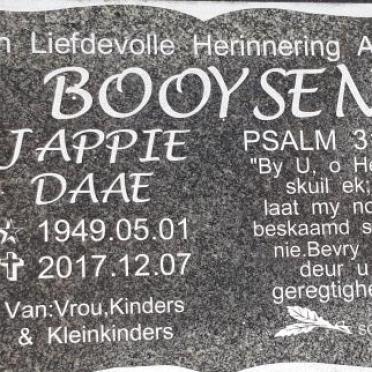 n Liefdevolle Herinnering A
BOOYSEN
JAPPIE
DAAE
☆ 1949.05.01
✝ 2017.12.07
Van:Vrou,Kinders
& Kleinkinders
PSALM 3
"By U, o He
skuil ek;
laat my no
beskaamd s
nie.Bevry
deur u
geregtighe